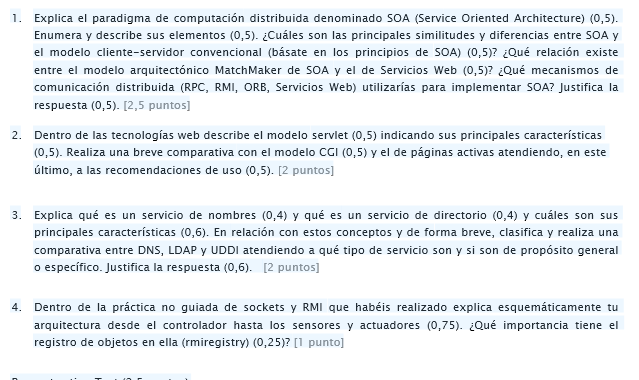 1. Explica el paradigma de computación distribuida denominado SOA (Service Oriented Architecture) (0,5).
Enumera y describe sus elementos (0,5). ¿Cuáles son las principales similitudes y diferencias entre SOA y
el modelo cliente-servidor convencional (básate en los principios de SOA) (0,5)? ¿Qué relación existe
entre el modelo arquitectónico MatchMaker de SOA y el de Servicios Web (0,5)? ¿Qué mecanismos de
comunicación distribuida (RPC, RMI, ORB, Servicios Web) utilizarías para implementar SOA? Justifica la
respuesta (0,5). [2,5 puntos]
2. Dentro de las tecnologías web describe el modelo servlet (0,5) indicando sus principales características
(0,5). Realiza una breve comparativa con el modelo CGI (0,5) y el de páginas activas atendiendo, en este
último, a las recomendaciones de uso (0,5). [2 puntos]
3. Explica qué es un servicio de nombres (0,4) y qué es un servicio de directorio (0,4) y cuáles son sus
principales características (0,6). En relación con estos conceptos y de forma breve, clasifica y realiza una
comparativa entre DNS, LDAP y UDDI atendiendo a qué tipo de servicio son y si son de propósito general
o específico. Justifica la respuesta (0,6). [2 puntos]
4. Dentro de la práctica no guiada de sockets y RMI que habéis realizado explica esquemáticamente tu
arquitectura desde el controlador hasta los sensores y actuadores (0,75). ¿Qué importancia tiene el
registro de objetos en ella (rmiregistry) (0,25)? [1 punto]